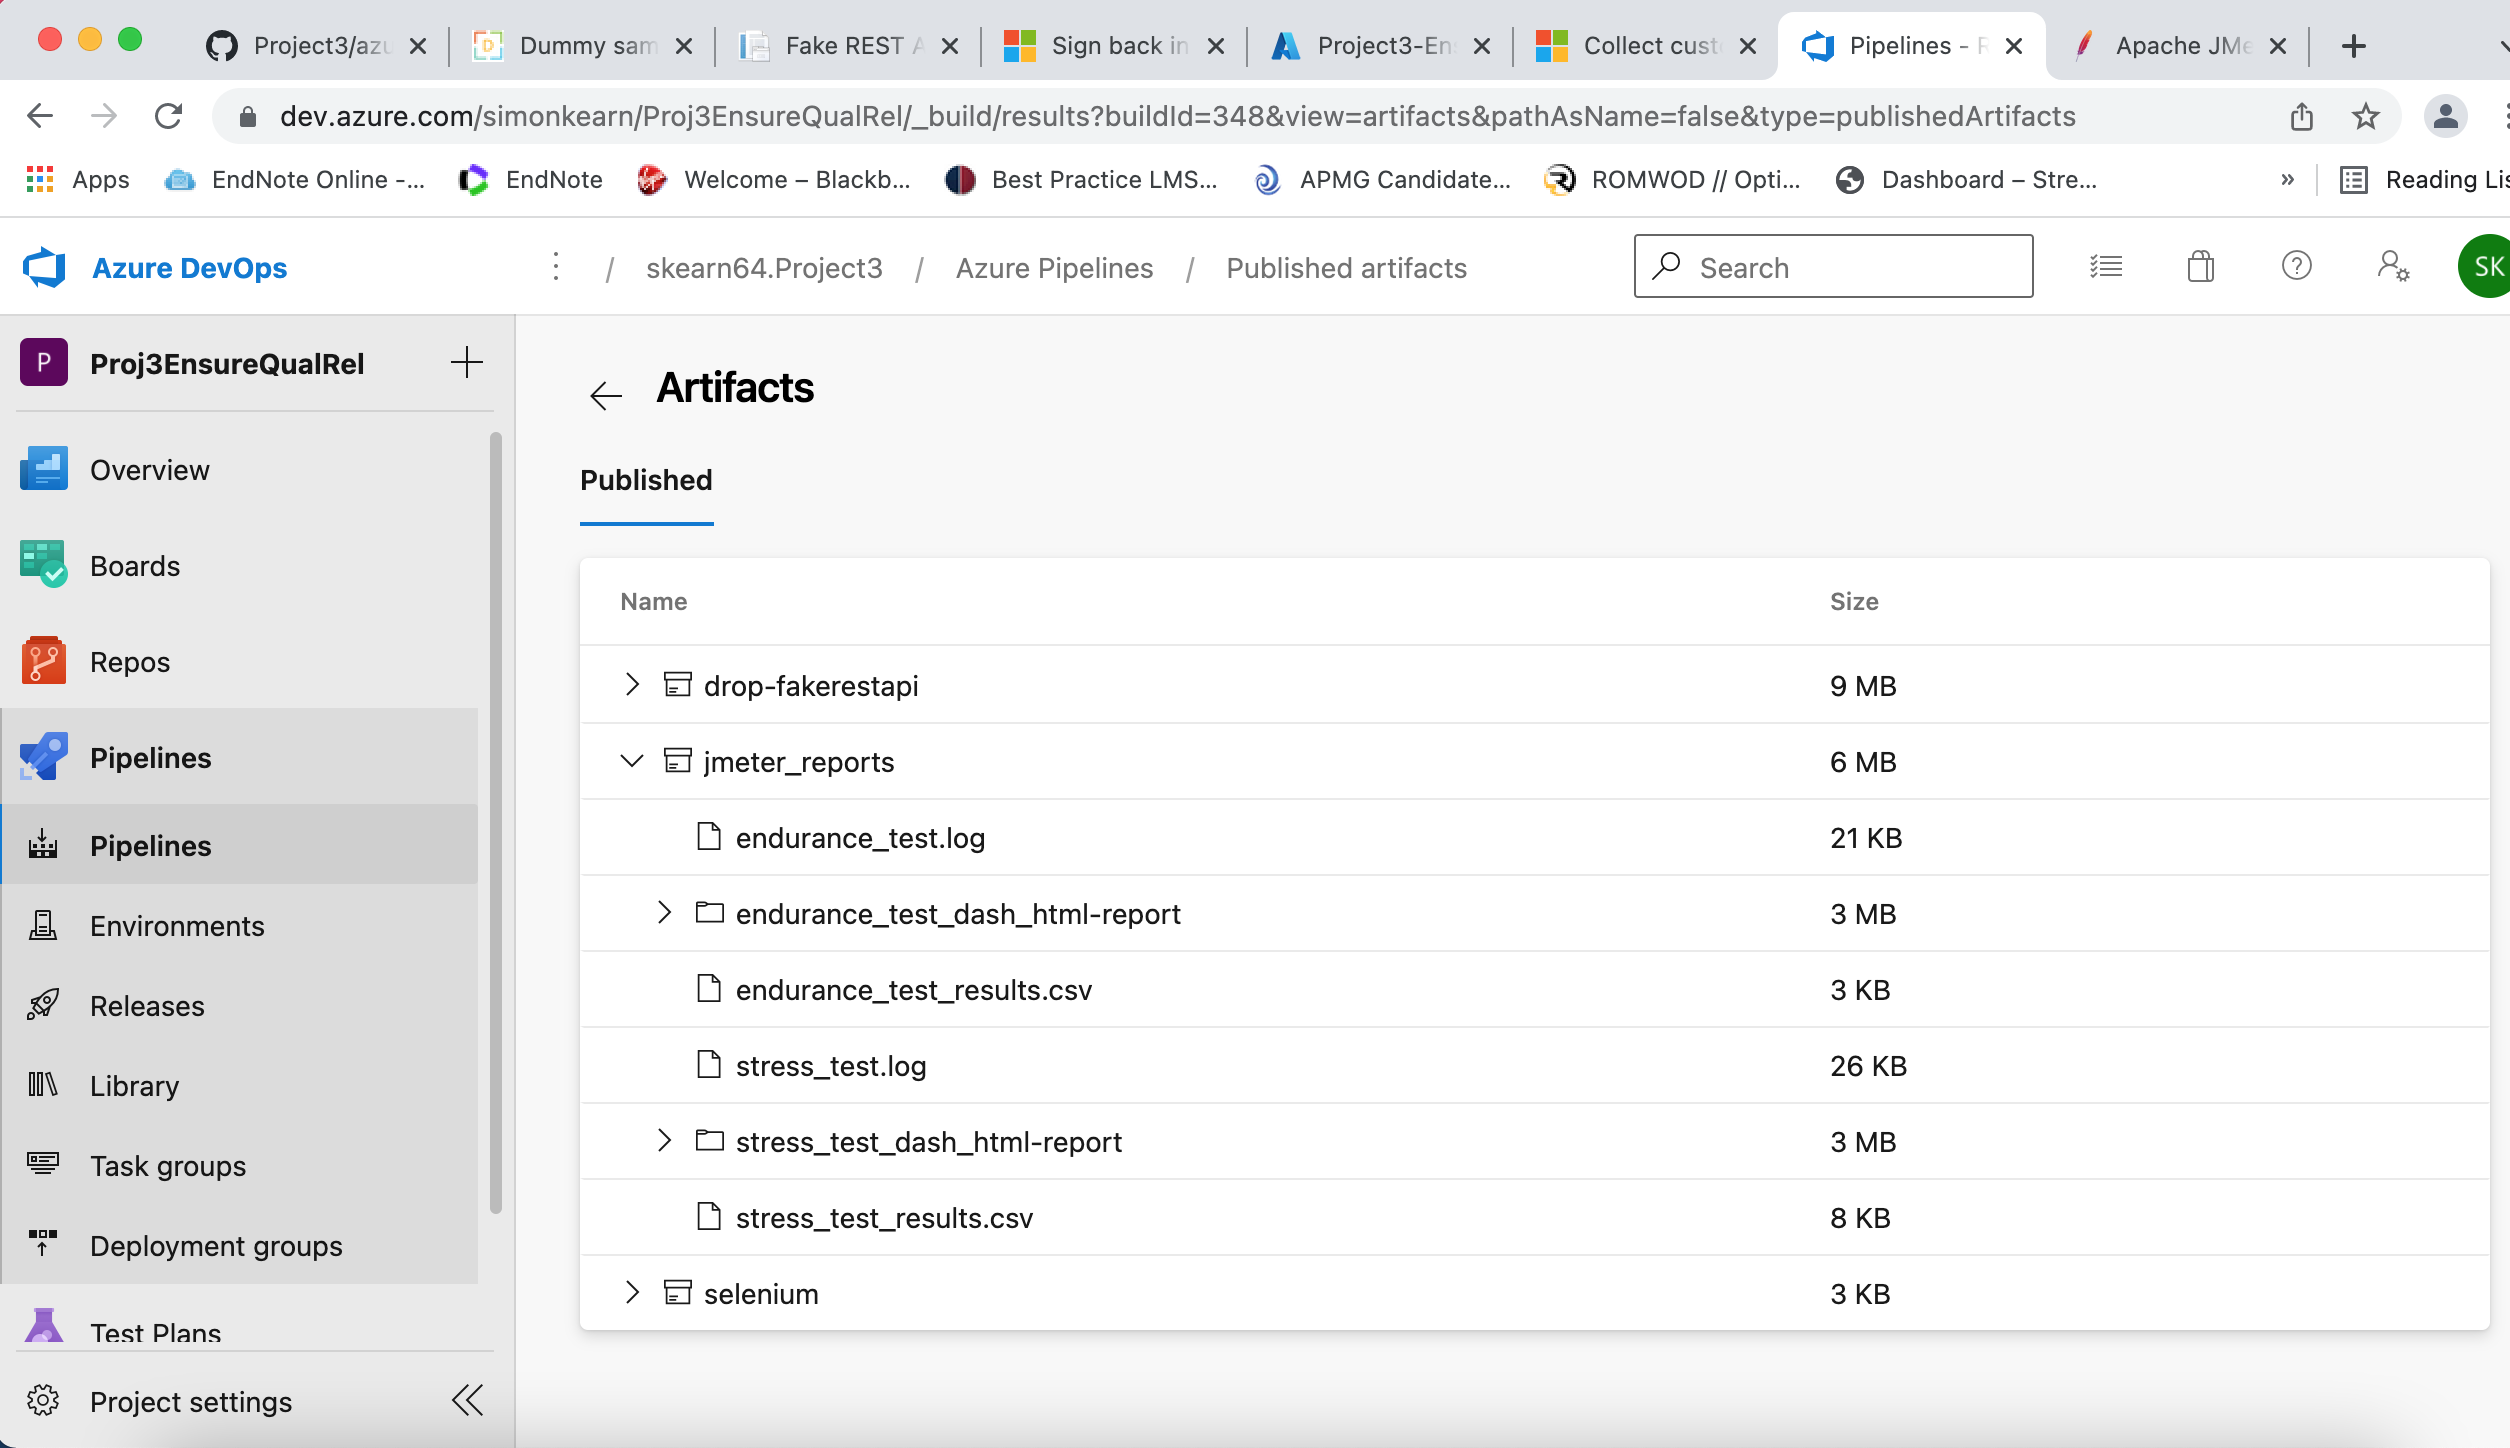 Project3/azu
Dummy sam
Fake REST A
Sign back in
Project3-En
Collect cust
Pipelines - R
Apache JMe
dev.azure.com/simonkearn/Proj3EnsureQualRel/_build/results?buildId=348&view=artifacts&pathAsName=false&type=publishedArtifacts
Apps
EndNote Online -...
EndNote
Welcome – Blackb...
Best Practice LMS...
APMG Candidate...
ROMWOD // Opti...
Dashboard – Stre...
»
Reading Lis
Azure DevOps
/ skearn64.Project3 / Azure Pipelines / Published artifacts
Search
SK
P Proj3EnsureQualRel
Overview
Boards
Repos
Pipelines
Pipelines
Environments
Releases
Library
Task groups
Deployment groups
Test Plans
Project settings
Artifacts
Published
Name Size
drop-fakerestapi 9 MB
jmeter_reports 6 MB
endurance_test.log 21 KB
endurance_test_dash_html-report 3 MB
endurance_test_results.csv 3 KB
stress_test.log 26 KB
stress_test_dash_html-report 3 MB
stress_test_results.csv 8 KB
selenium 3 KB